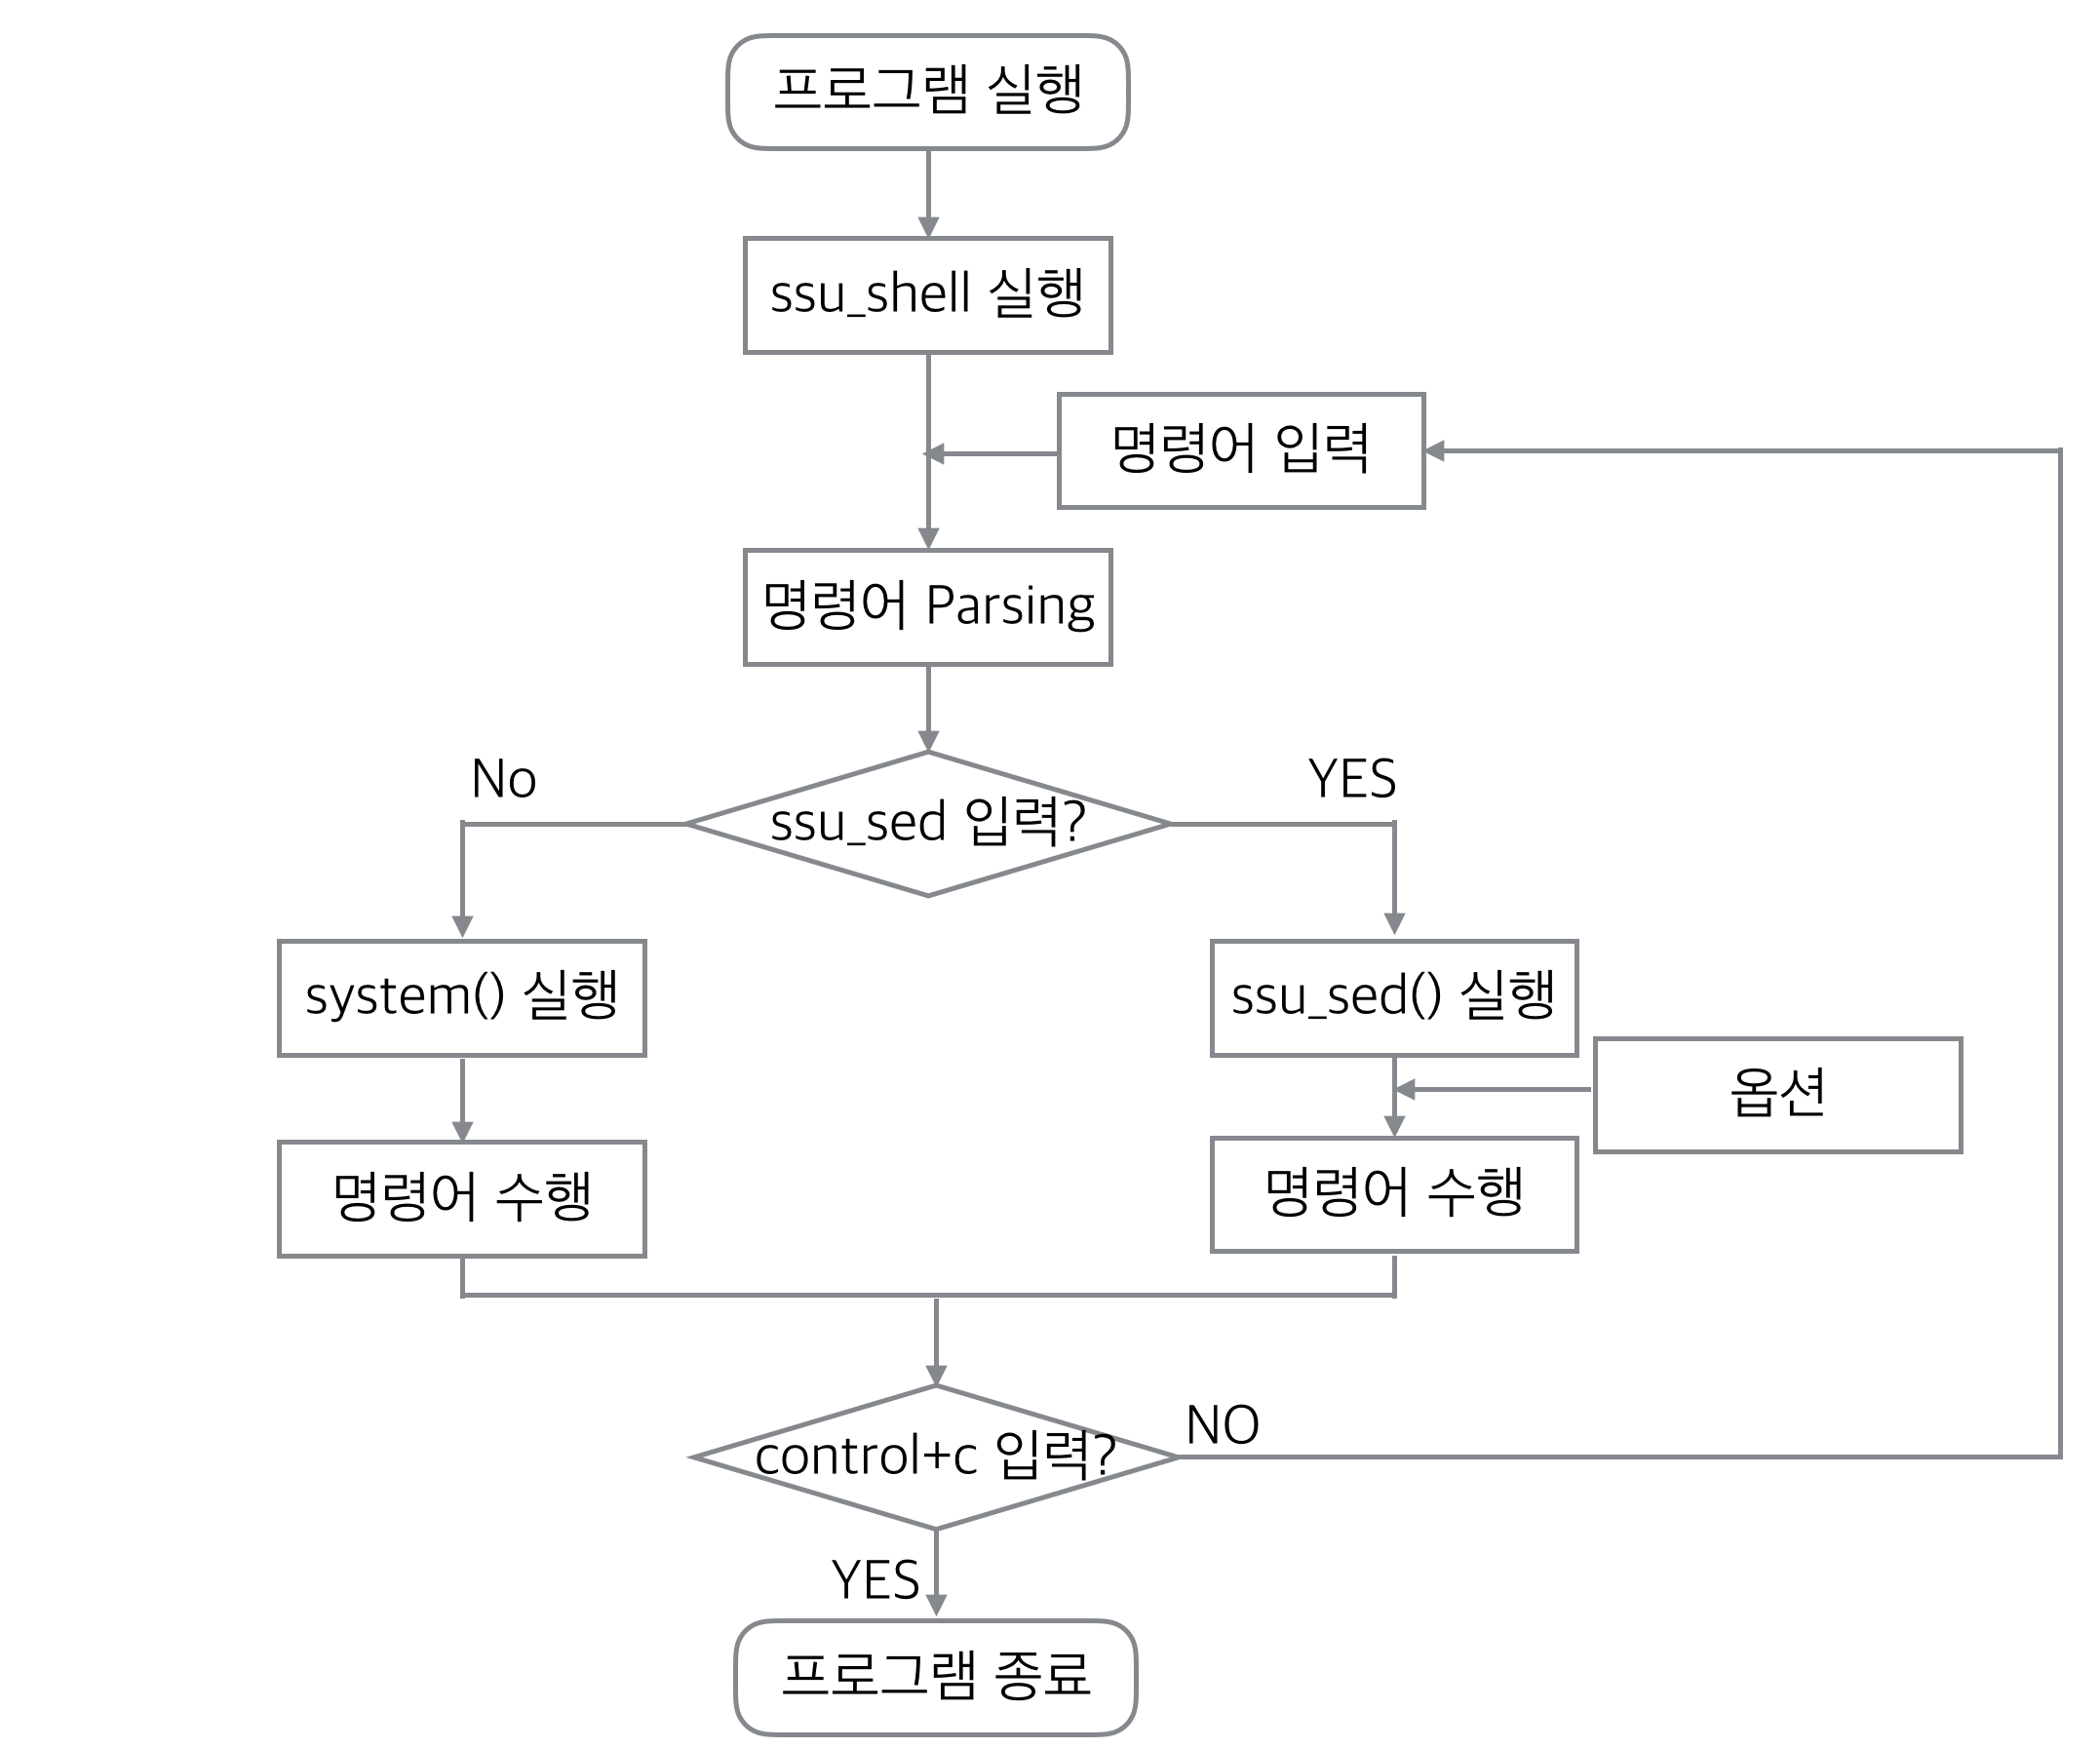 프로그램 실행
ssu_shell 실행
명령어 입력
명령어 Parsing
No
YES
ssu_sed 입력?
system() 실행
ssu_sed() 실행
옵션
명령어 수행
명령어 수행
NO
control+c 입력?
YES
프로그램 종료